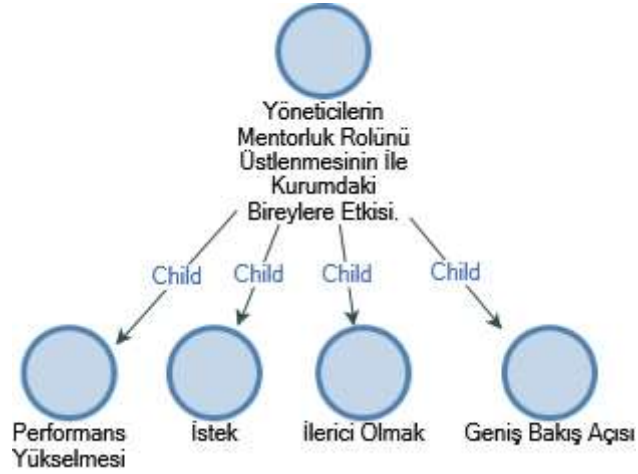 Yöneticilerin
Mentorluk Rolünü
Üstlenmesinin İle
Kurumdaki
Bireylere Etkisi.
Child
Child
Child
Child
Performans
Yükselmesi
İstek
İlerici Olmak
Geniş Bakış Açısı